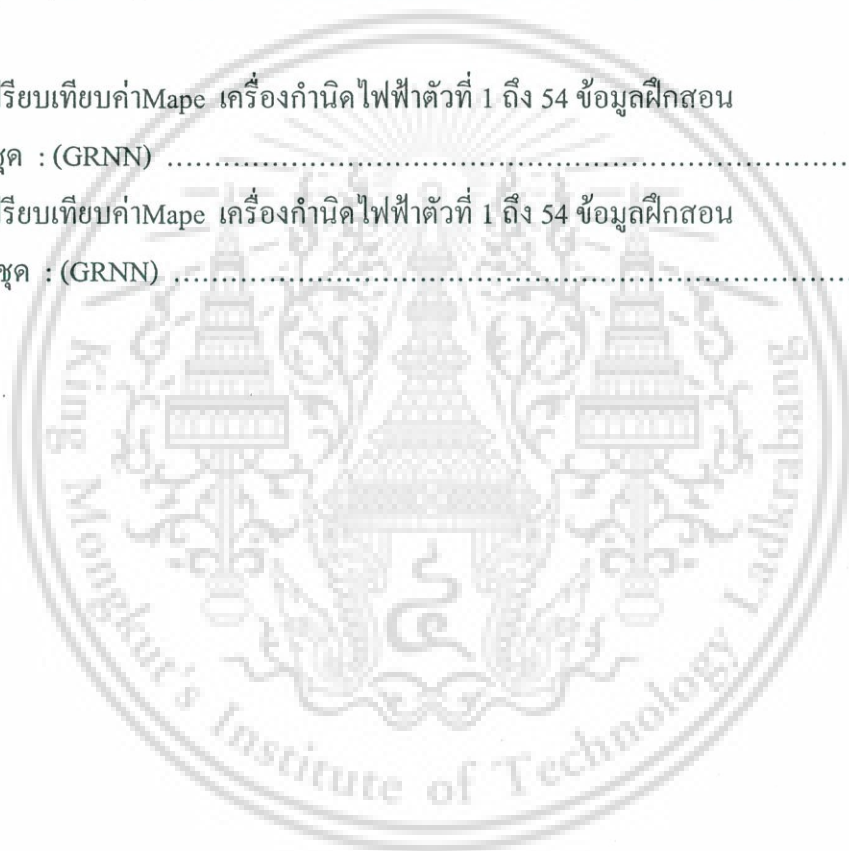 รียบเทียบค่าMape เครื่องกำนิดไฟฟ้าตัวที่ 1 ถึง 54 ข้อมูลฝึกสอน
ชุด : (GRNN) ........................................................................
รียบเทียบค่าMape เครื่องกำนิดไฟฟ้าตัวที่ 1 ถึง 54 ข้อมูลฝึกสอน
ชุด : (GRNN) ........................................................................
King Mongkut's Institute of Technology Ladkrabang